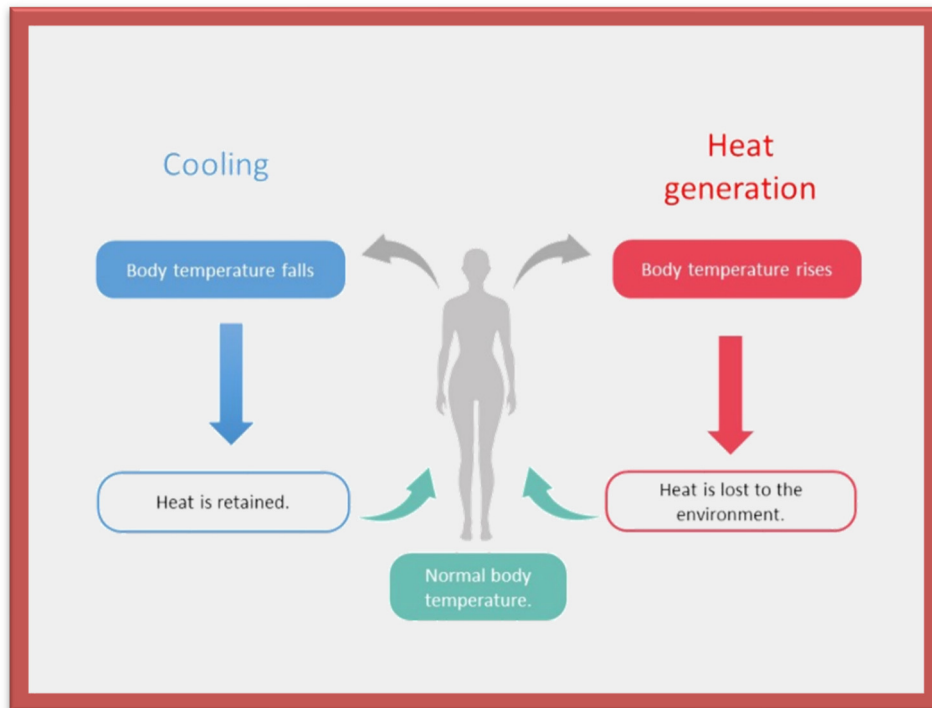 Cooling
Heat
generation
Body temperature falls
Body temperature rises
Heat is retained.
Heat is lost to the
environment.
Normal body
temperature.